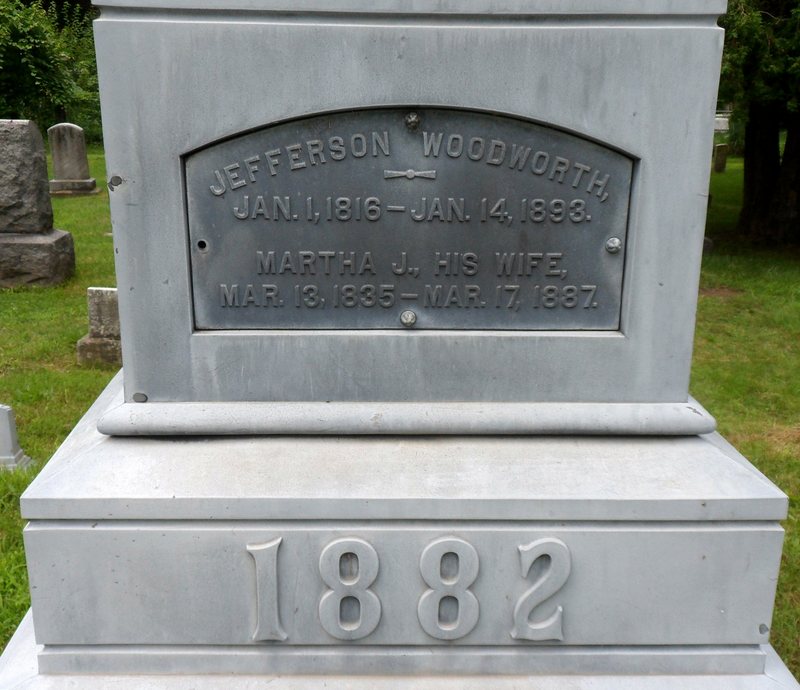 JEFFERSON WOODWORTH,
JAN. 1, 1816 – JAN. 14, 1893.
MARTHA J., HIS WIFE,
MAR. 13, 1835 – MAR. 17, 1887.
1882